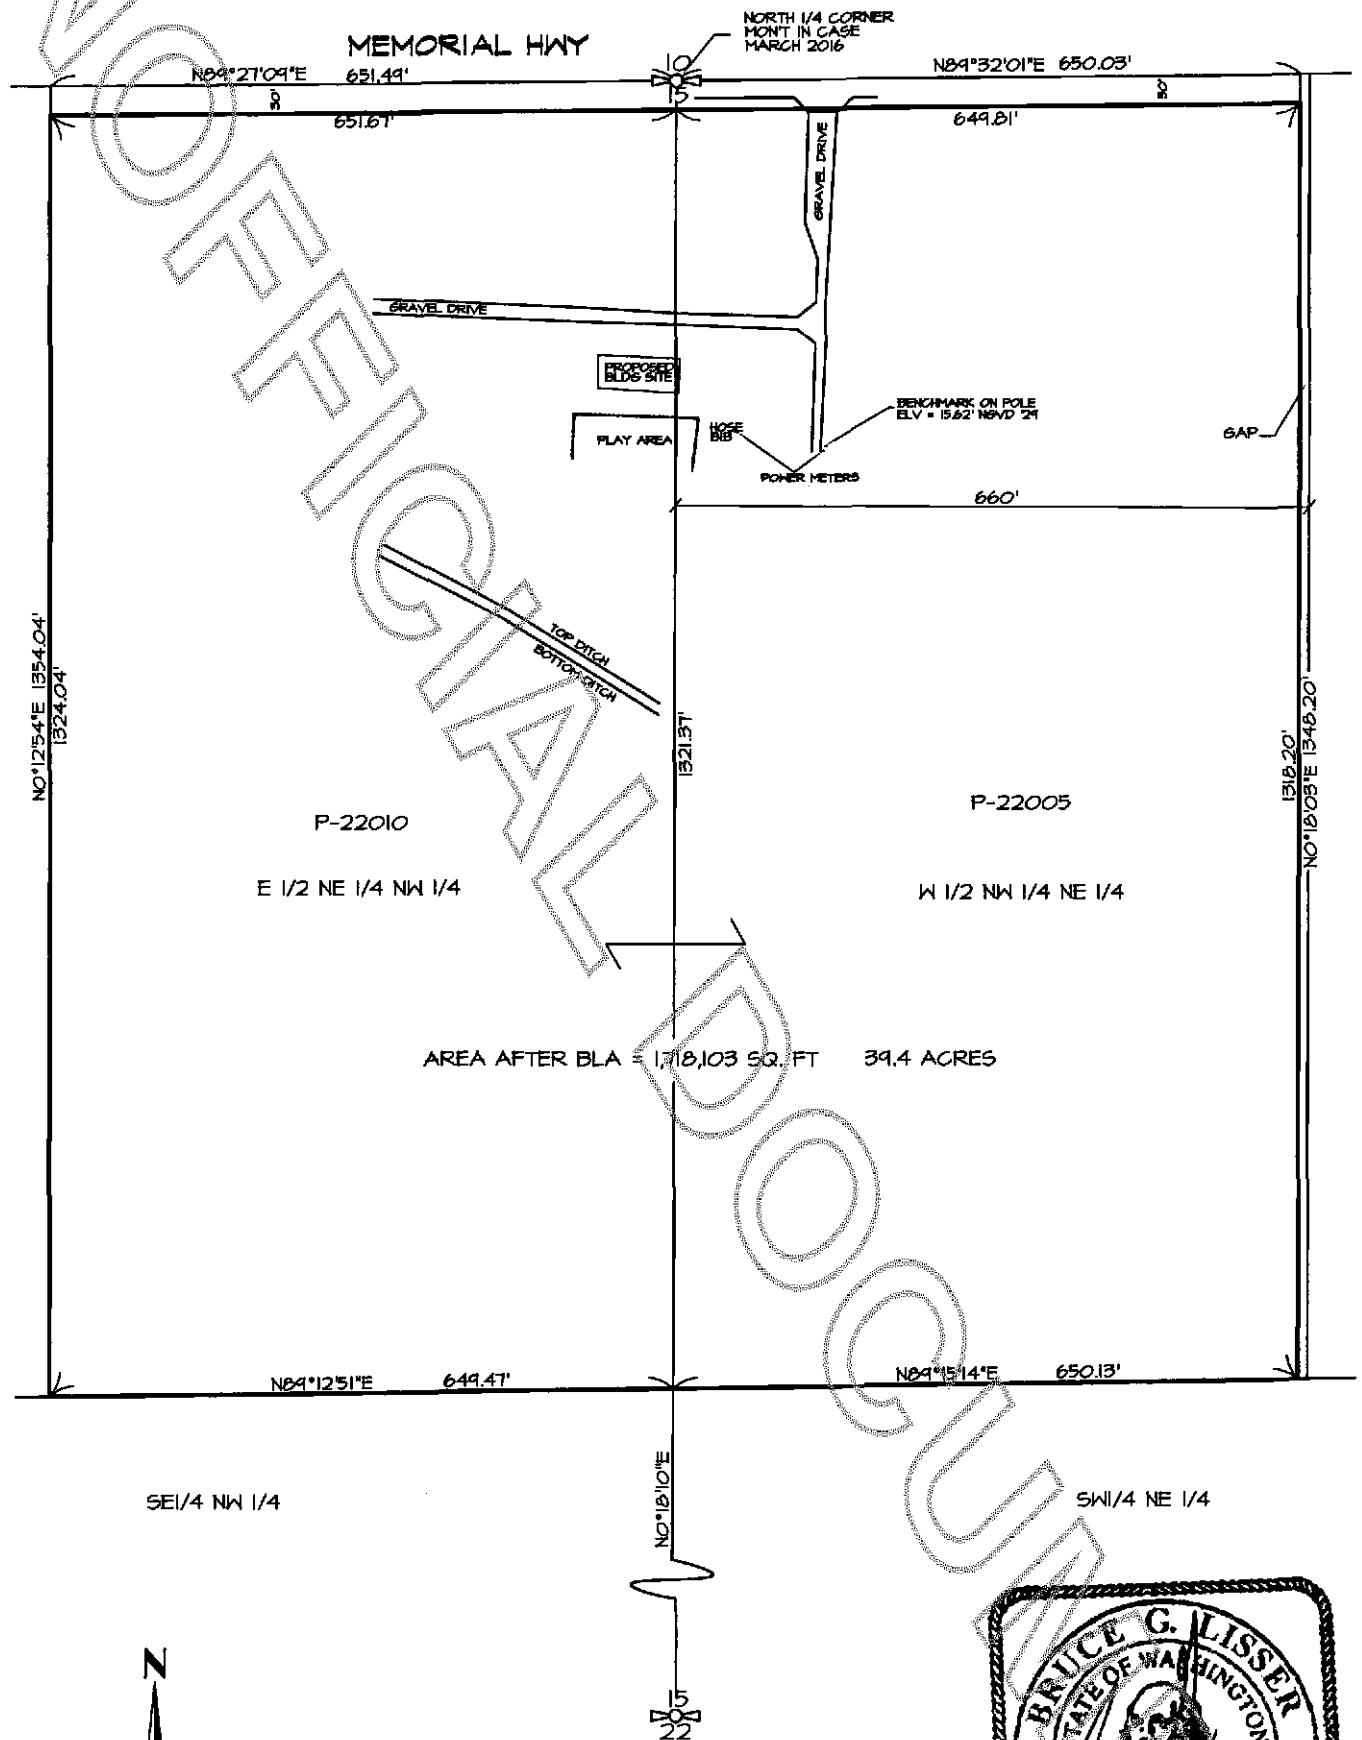 NORTH 1/4 CORNER
MON'T IN CASE
MARCH 2016
MEMORIAL HWY
N89°27'09"E 651.49'
10
15
N89°32'01"E 650.03'
30'
651.67'
649.81'
30'
GRAVEL DRIVE
GRAVEL DRIVE
PROPOSED
BLDG SITE
PLAY AREA
HOSE
BIB
BENCHMARK ON POLE
ELV = 15.62' NGVD '29
POWER METERS
GAP
660'
TOP DITCH
BOTTOM DITCH
N0°12'54"E 1354.04'
1324.04'
1321.37'
1318.20'
N0°18'03"E 1348.20'
P-22010
P-22005
E 1/2 NE 1/4 NW 1/4
W 1/2 NW 1/4 NE 1/4
AREA AFTER BLA = 1,718,103 SQ. FT 39.4 ACRES
N89°12'51"E 649.47'
N89°15'14"E 650.13'
N0°18'10"E
SE1/4 NW 1/4
SW1/4 NE 1/4
N
15
22
BRUCE G. LISSER
STATE OF WASHINGTON
UNOFFICIAL DOCUM